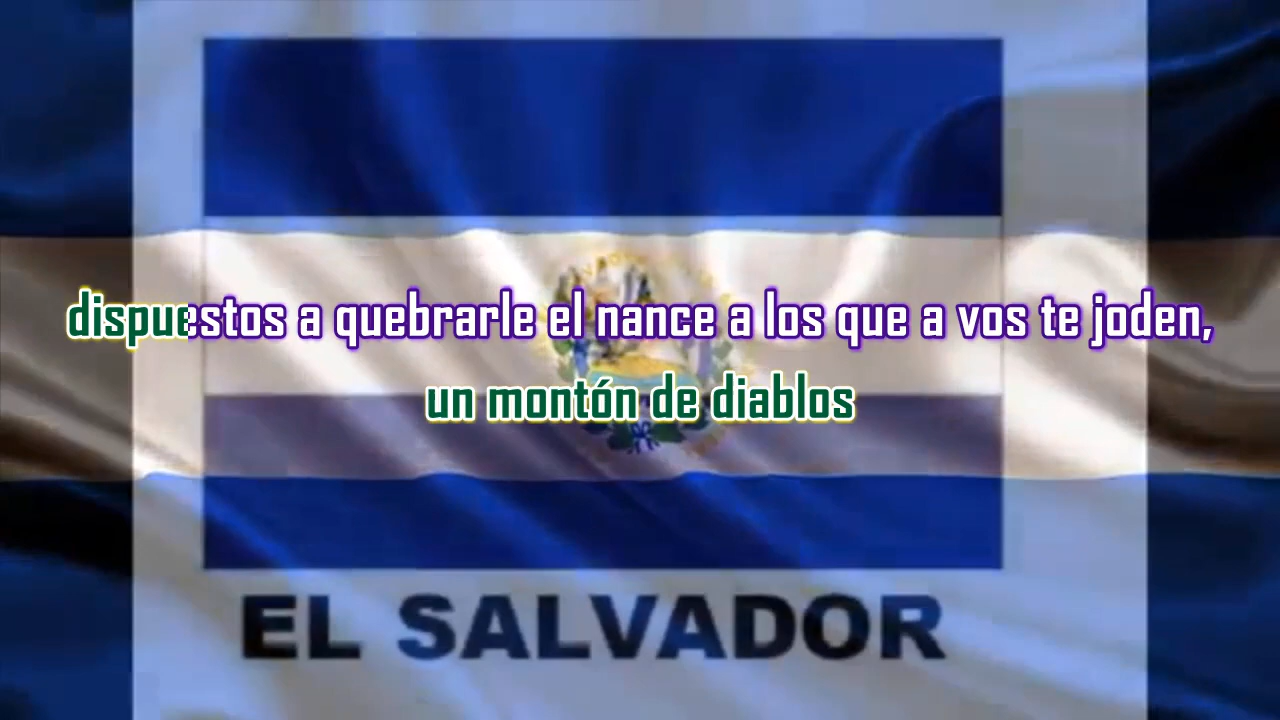 dispuestos a quebrarle el nance a los que a vos te joden,
un montón de diablos
EL SALVADOR